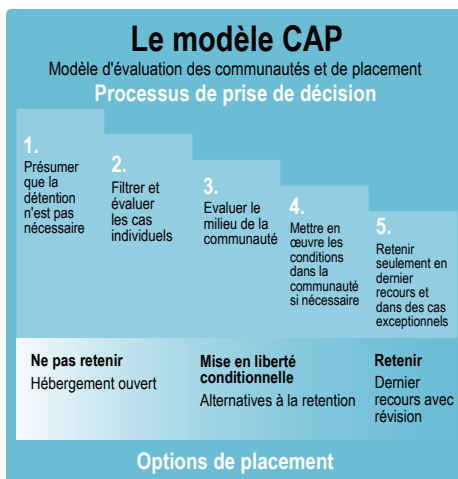 Le modèle CAP
Modèle d'évaluation des communautés et de placement
Processus de prise de décision
1.
Présumer
que la
détention
n'est pas
nécessaire
2.
Filtrer et
évaluer
les cas
individuels
3.
Evaluer le
milieu de la
communauté
4.
Mettre en
œuvre les
conditions
dans la
communauté
si nécessaire
5.
Retenir
seulement en
dernier
recours et
dans des cas
exceptionnels
Ne pas retenir
Hébergement ouvert
Mise en liberté
conditionnelle
Alternatives à la retention
Retenir
Dernier
recours avec
révision
Options de placement